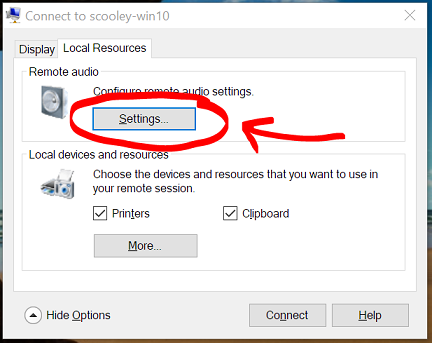 Connect to scooley-win10
Display Local Resources
Remote audio
Configure remote audio settings.
Settings...
Local devices and resources
Choose the devices and resources that you want to use in
your remote session.
Printers Clipboard
More...
Hide Options Connect Help